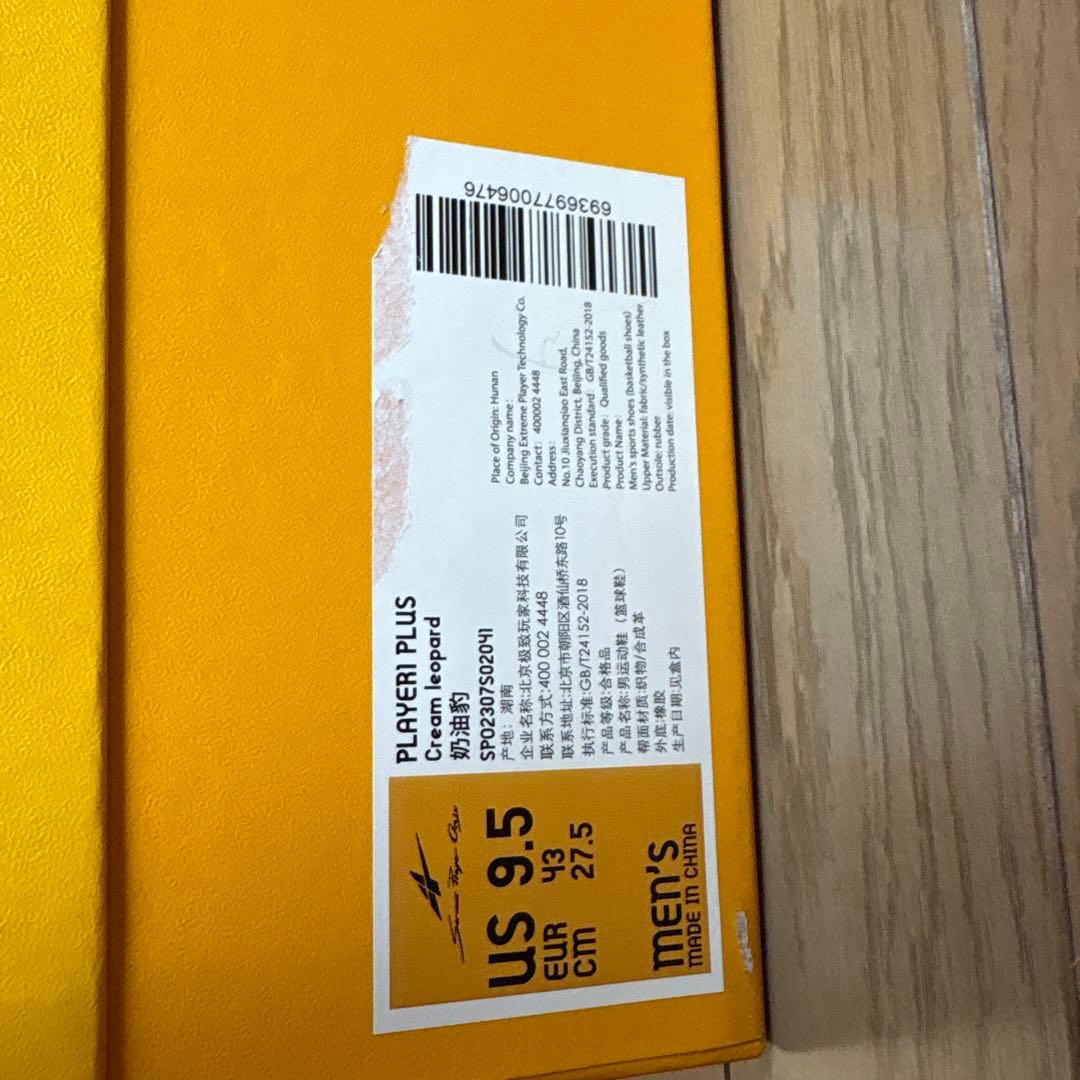 PLAYER1 PLUS
Cream leopard
奶油豹
SP02307S02041
产地：湖南
企业名称:北京极致玩家科技有限公司
联系方式:400 002 4448
联系地址:北京市朝阳区酒仙桥东路10号
执行标准:GB/T24152-2018
产品等级:合格品
产品名称:男运动鞋（篮球鞋）
帮面材质:织物/合成革
外底:橡胶
生产日期:见盒内
Place of Origin: Hunan
Company name：
Beijing Extreme Player Technology Co.
Contact：400002 4448
Address：
No.10 Jiuxianqiao East Road,
Chaoyang District, Beijing, China
Execution standard：GB/T24152-2018
Product grade：Qualified goods
Product Name：
Men's sports shoes (basketball shoes)
Upper Material: fabric/synthetic leather
Outsole: rubber
Production date: visible in the box
6936977006476
US 9.5
EUR 43
CM 27.5
MEN'S
MADE IN CHINA